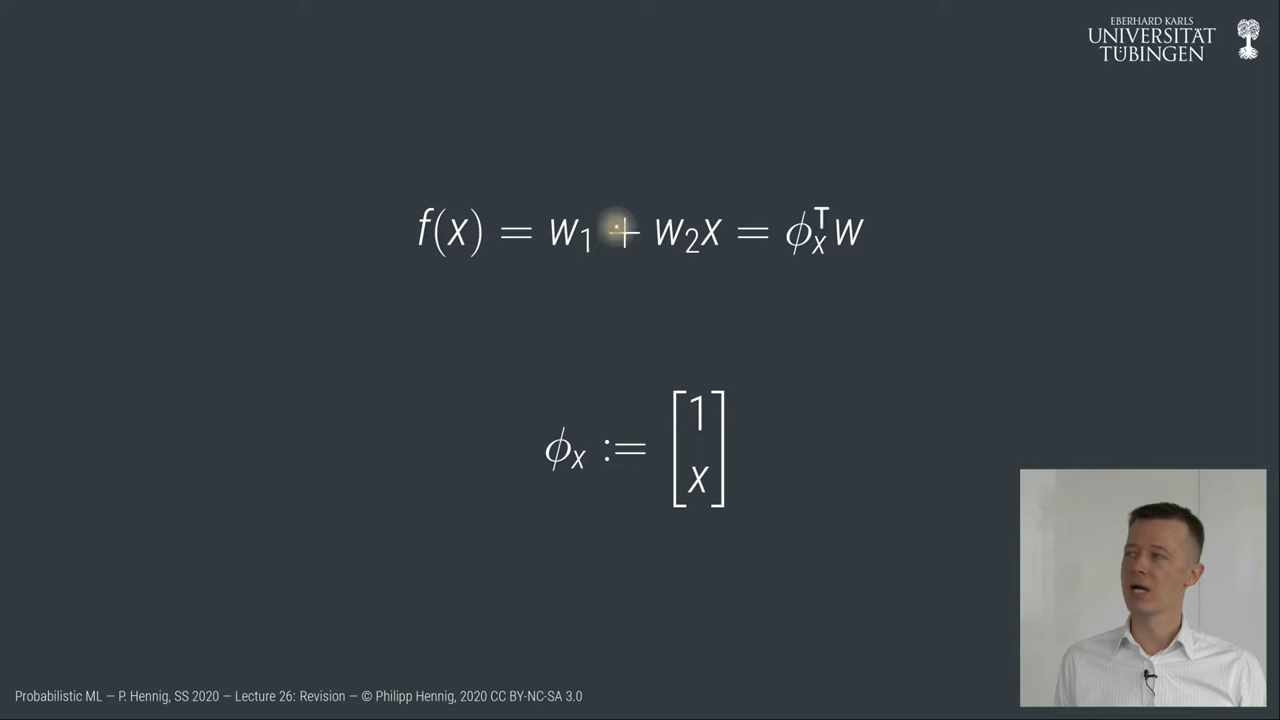 EBERHARD KARLS
UNIVERSITÄT
TÜBINGEN
f(x) = w₁ + w₂x = ϕₓᵀw
ϕₓ := [1
x]
Probabilistic ML — P. Hennig, SS 2020 — Lecture 26: Revision — © Philipp Hennig, 2020 CC BY-NC-SA 3.0